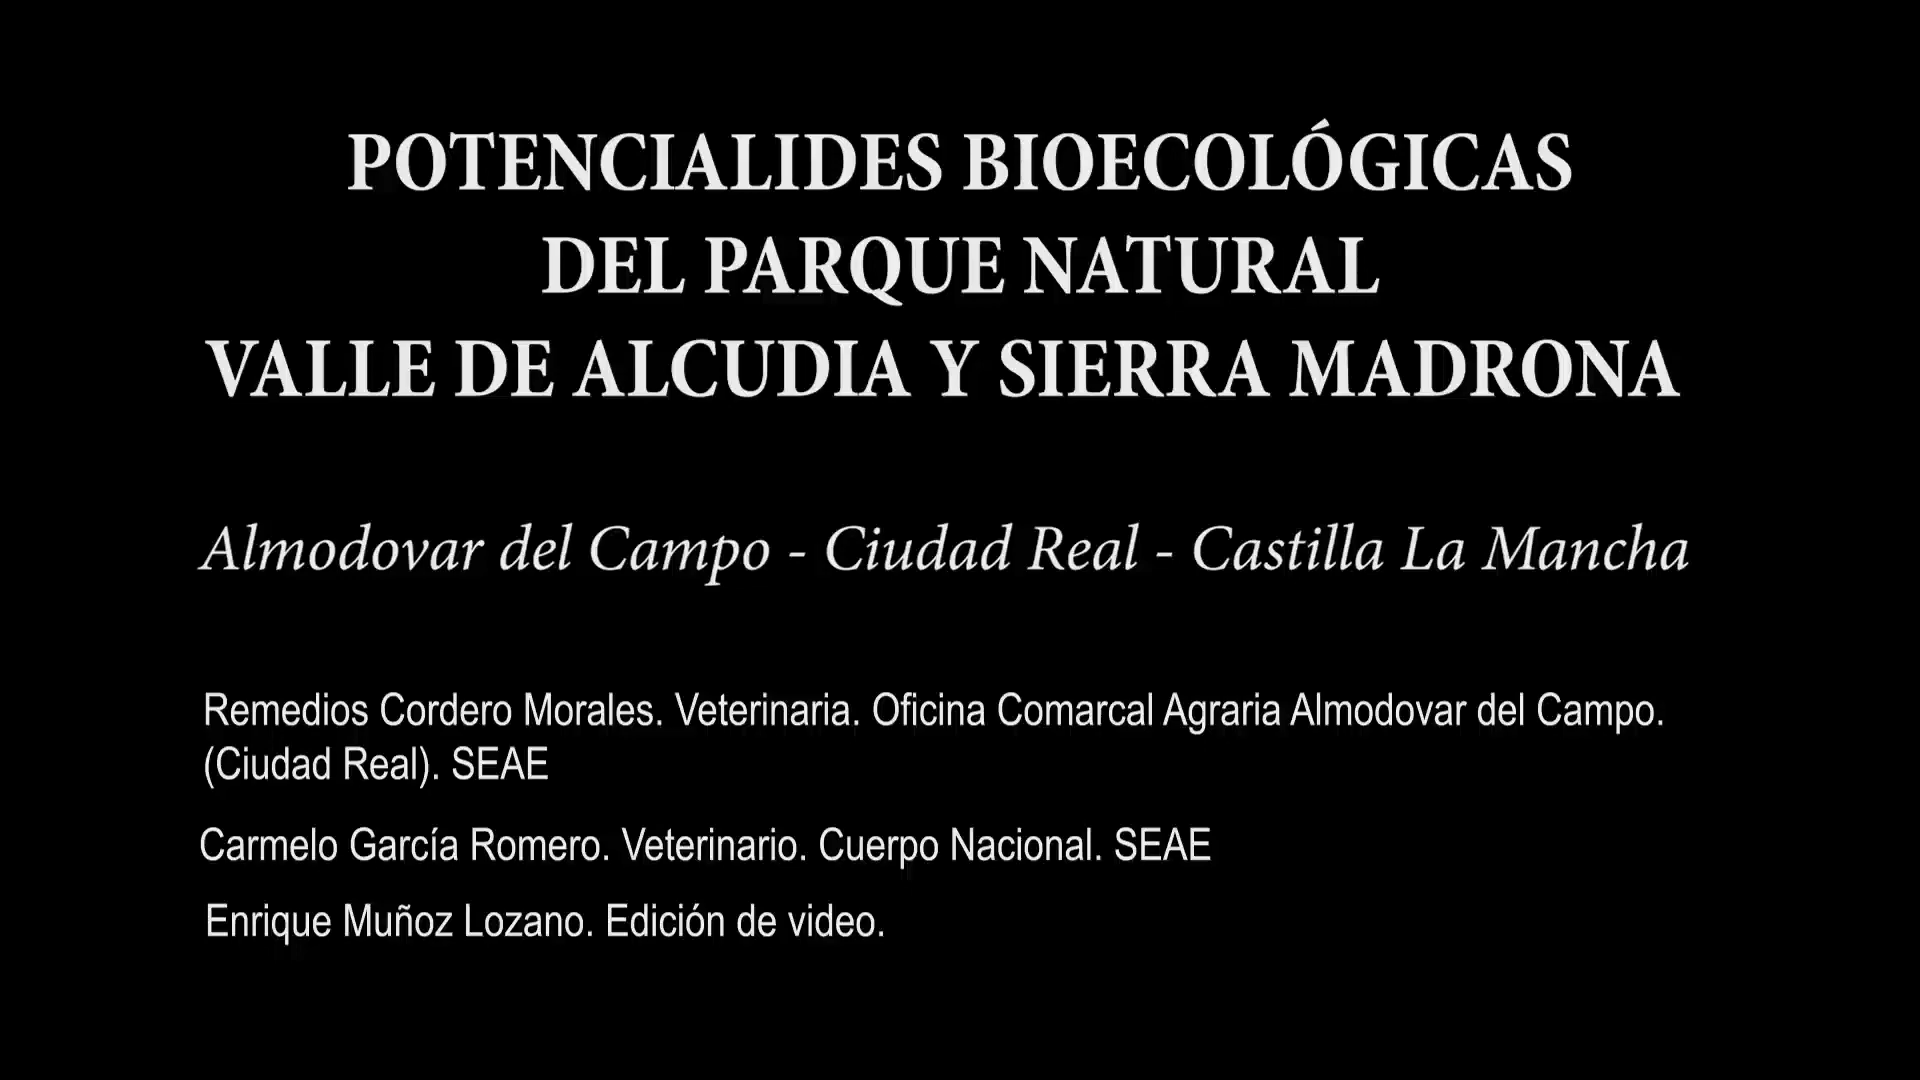 POTENCIALIDES BIOECOLÓGICAS
DEL PARQUE NATURAL
VALLE DE ALCUDIA Y SIERRA MADRONA
Almodovar del Campo - Ciudad Real - Castilla La Mancha
Remedios Cordero Morales. Veterinaria. Oficina Comarcal Agraria Almodovar del Campo.
(Ciudad Real). SEAE
Carmelo García Romero. Veterinario. Cuerpo Nacional. SEAE
Enrique Muñoz Lozano. Edición de video.